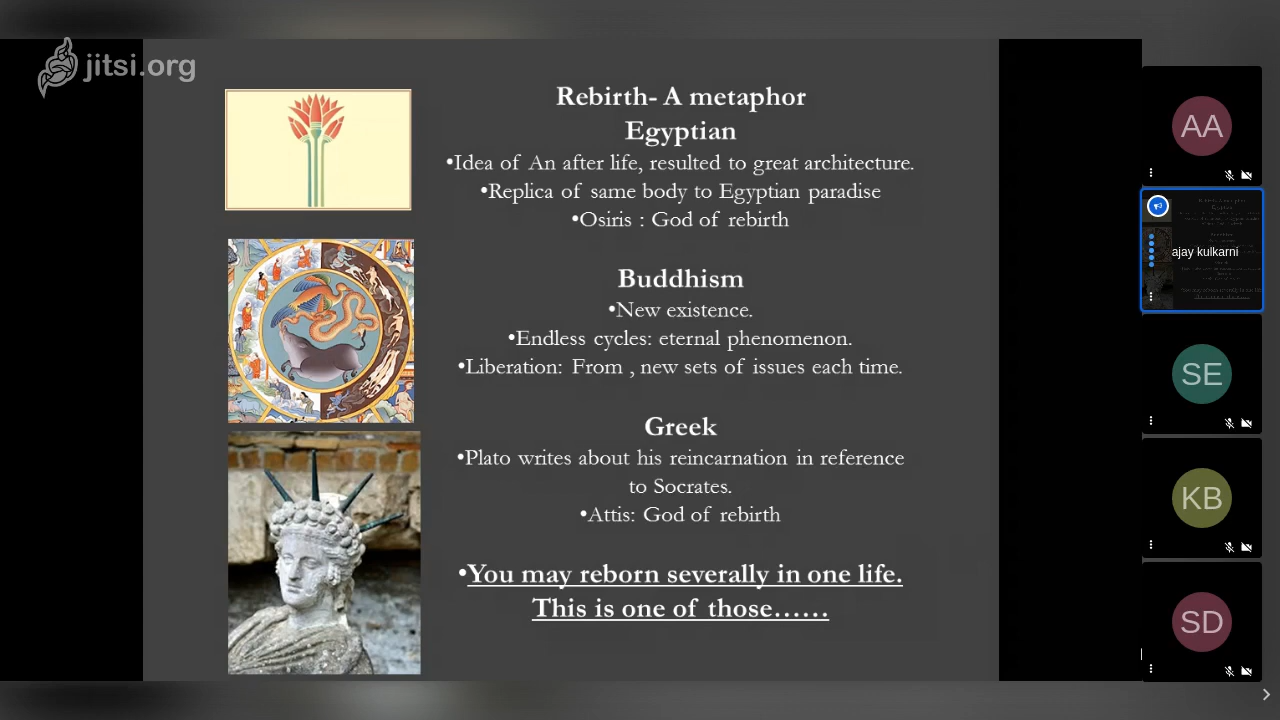 jitsi.org
Rebirth- A metaphor
Egyptian
•Idea of An after life, resulted to great architecture.
•Replica of same body to Egyptian paradise
•Osiris : God of rebirth
Buddhism
•New existence.
•Endless cycles: eternal phenomenon.
•Liberation: From , new sets of issues each time.
Greek
•Plato writes about his reincarnation in reference
to Socrates.
•Attis: God of rebirth
•You may reborn severally in one life.
This is one of those……
AA
ajay kulkarni
SE
KB
SD